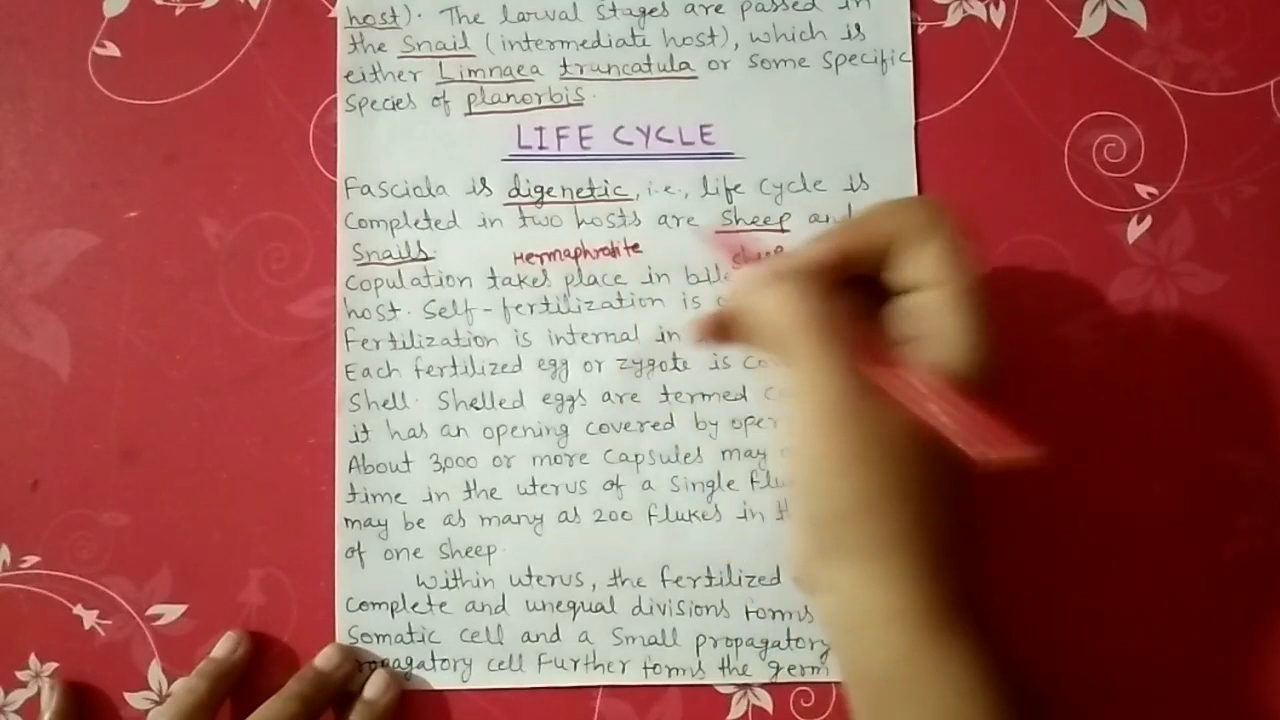 host). The larval stages are passed in
the Snail (intermediate host), which is
either Limnaea truncatula or some specific
Species of planorbis.
LIFE CYCLE
Fasciola is digenetic, i.e., life cycle is
Completed in two hosts are Sheep and
Snails
Hermaphrodite sheep
Copulation takes place in
host. Self-fertilization is
Fertilization is internal in
Each fertilized egg or zygote is
Shell. Shelled eggs are termed
it has an opening covered by
About 3,000 or more capsules may
time in the uterus of a Single
may be as many as 200 flukes in
of one sheep.
Within uterus, the fertilized
Complete and unequal divisions forms
Somatic cell and a Small propagatory
propagatory cell Further forms the germ